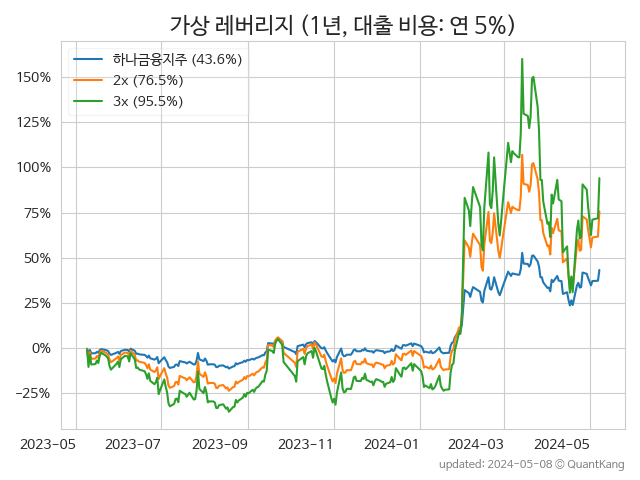 가상 레버리지 (1년, 대출 비용: 연 5%)
하나금융지주 (43.6%)
2x (76.5%)
3x (95.5%)
150%
125%
100%
75%
50%
25%
0%
−25%
2023-05 2023-07 2023-09 2023-11 2024-01 2024-03 2024-05
updated: 2024-05-08 © QuantKang